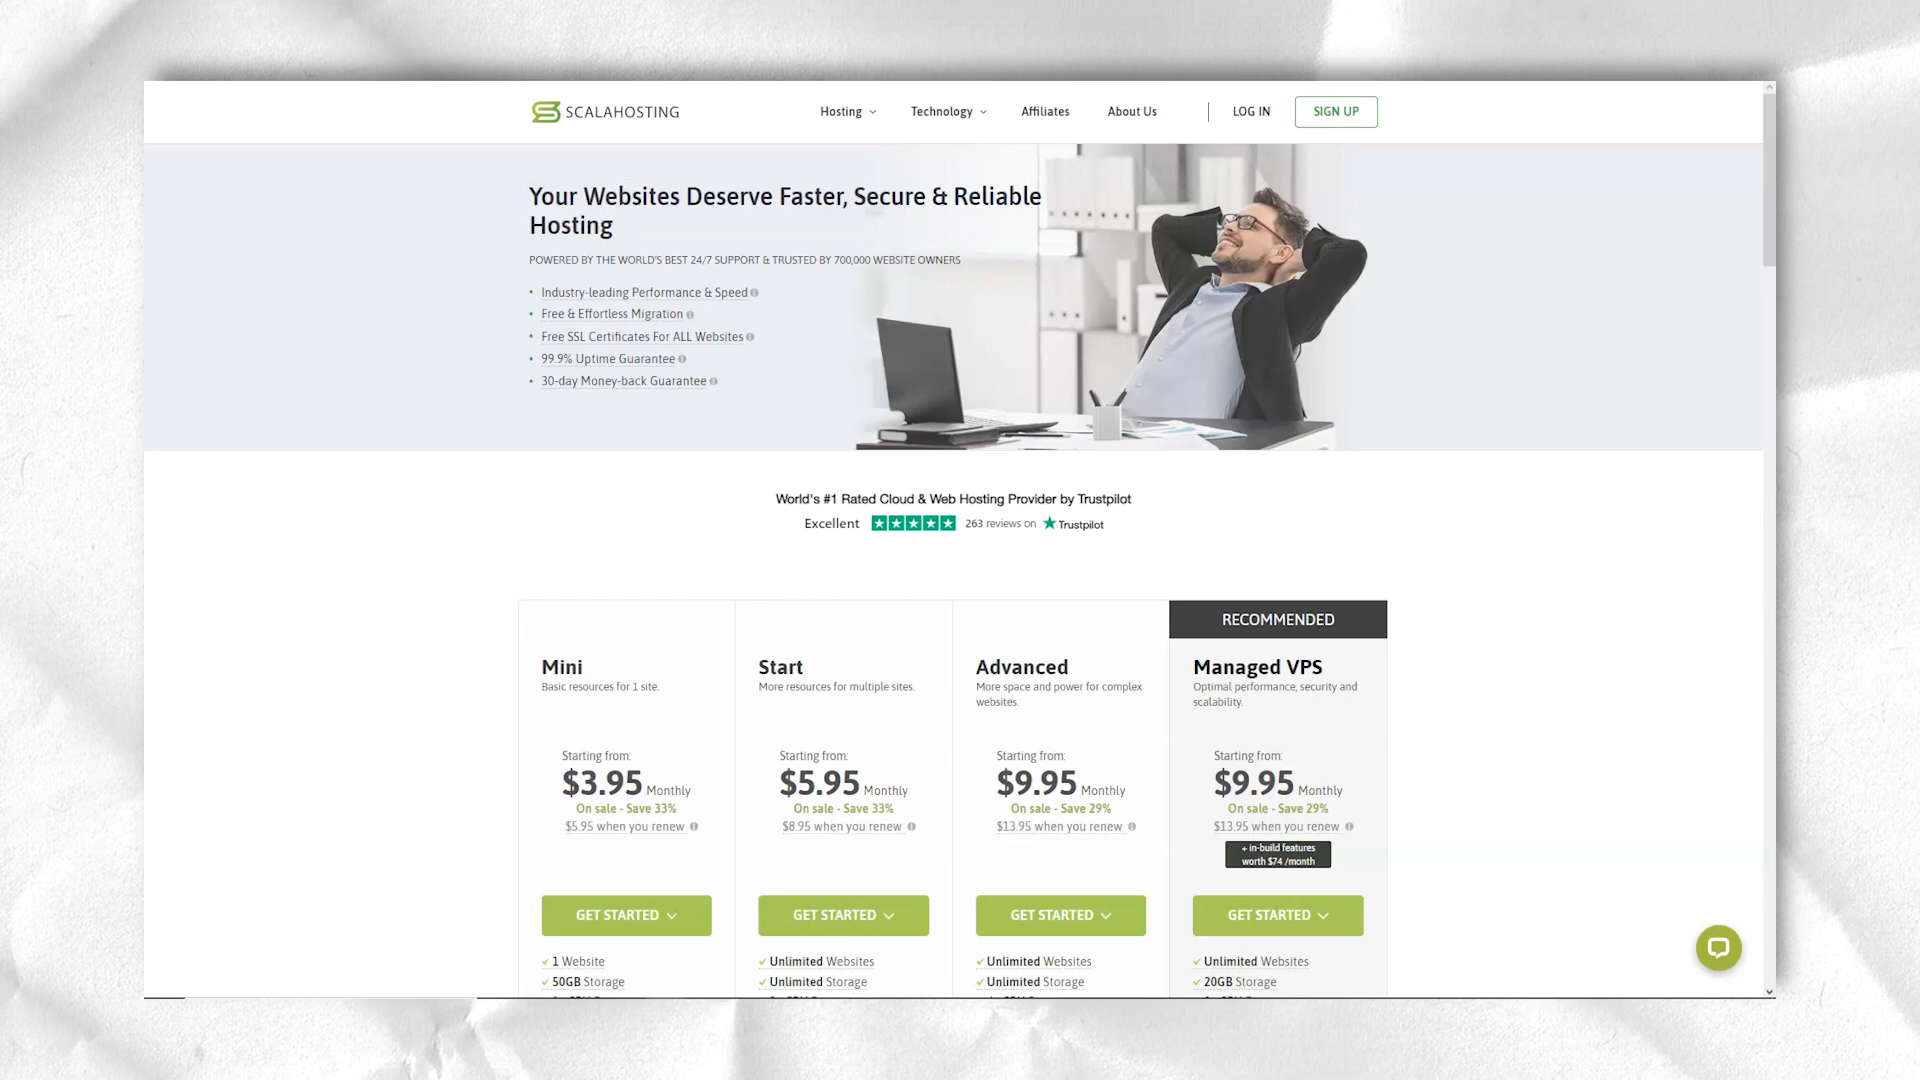 SCALAHOSTING
Hosting
Technology
Affiliates
About Us
LOG IN
SIGN UP
Your Websites Deserve Faster, Secure & Reliable
Hosting
POWERED BY THE WORLD'S BEST 24/7 SUPPORT & TRUSTED BY 700,000 WEBSITE OWNERS
• Industry-leading Performance & Speed
• Free & Effortless Migration
• Free SSL Certificates For ALL Websites
• 99.9% Uptime Guarantee
• 30-day Money-back Guarantee
World's #1 Rated Cloud & Web Hosting Provider by Trustpilot
Excellent 263 reviews on Trustpilot
Mini
Basic resources for 1 site.
Starting from:
$3.95 Monthly
On sale - Save 33%
$5.95 when you renew
GET STARTED
1 Website
50GB Storage
Start
More resources for multiple sites.
Starting from:
$5.95 Monthly
On sale - Save 33%
$8.95 when you renew
GET STARTED
Unlimited Websites
Unlimited Storage
Advanced
More space and power for complex
websites.
Starting from:
$9.95 Monthly
On sale - Save 29%
$13.95 when you renew
GET STARTED
Unlimited Websites
Unlimited Storage
RECOMMENDED
Managed VPS
Optimal performance, security and
scalability.
Starting from:
$9.95 Monthly
On sale - Save 29%
$13.95 when you renew
+ in-build features
worth $74 /month
GET STARTED
Unlimited Websites
20GB Storage